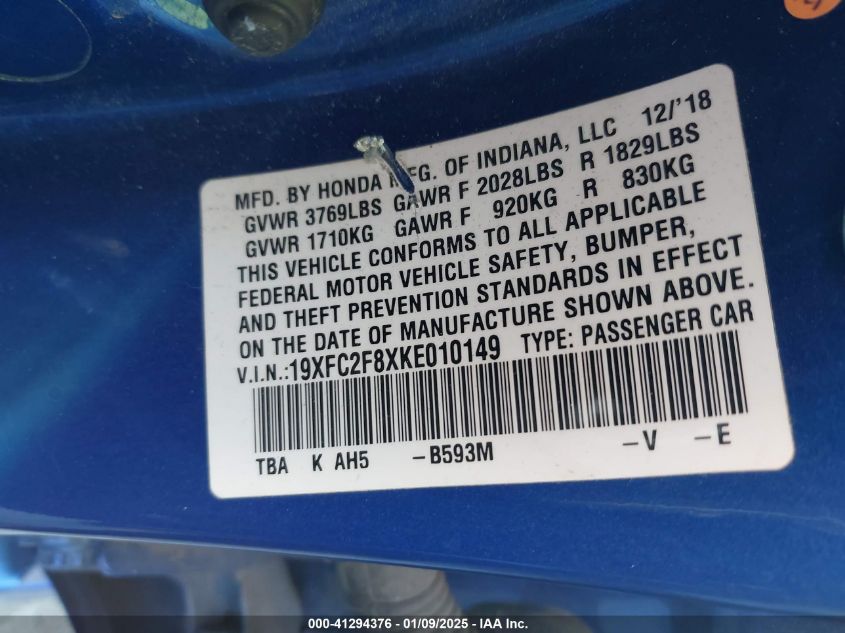 MFD. BY HONDA MFG. OF INDIANA, LLC 12/'18
GVWR 3769LBS GAWR F 2028LBS R 1829LBS
GVWR 1710KG GAWR F 920KG R 830KG
THIS VEHICLE CONFORMS TO ALL APPLICABLE
FEDERAL MOTOR VEHICLE SAFETY, BUMPER,
AND THEFT PREVENTION STANDARDS IN EFFECT
ON THE DATE OF MANUFACTURE SHOWN ABOVE.
V.I.N.:19XFC2F8XKE010149 TYPE: PASSENGER CAR
TBA K AH5 -B593M -V -E
000-41294376 - 01/09/2025 - IAA Inc.